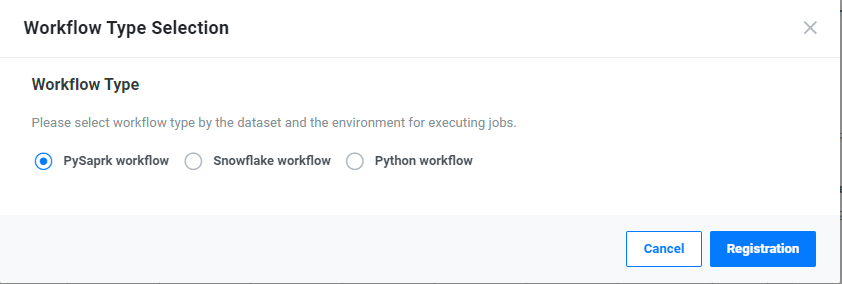 Workflow Type Selection
Workflow Type
Please select workflow type by the dataset and the environment for executing jobs.
PySaprk workflow Snowflake workflow Python workflow
Cancel Registration